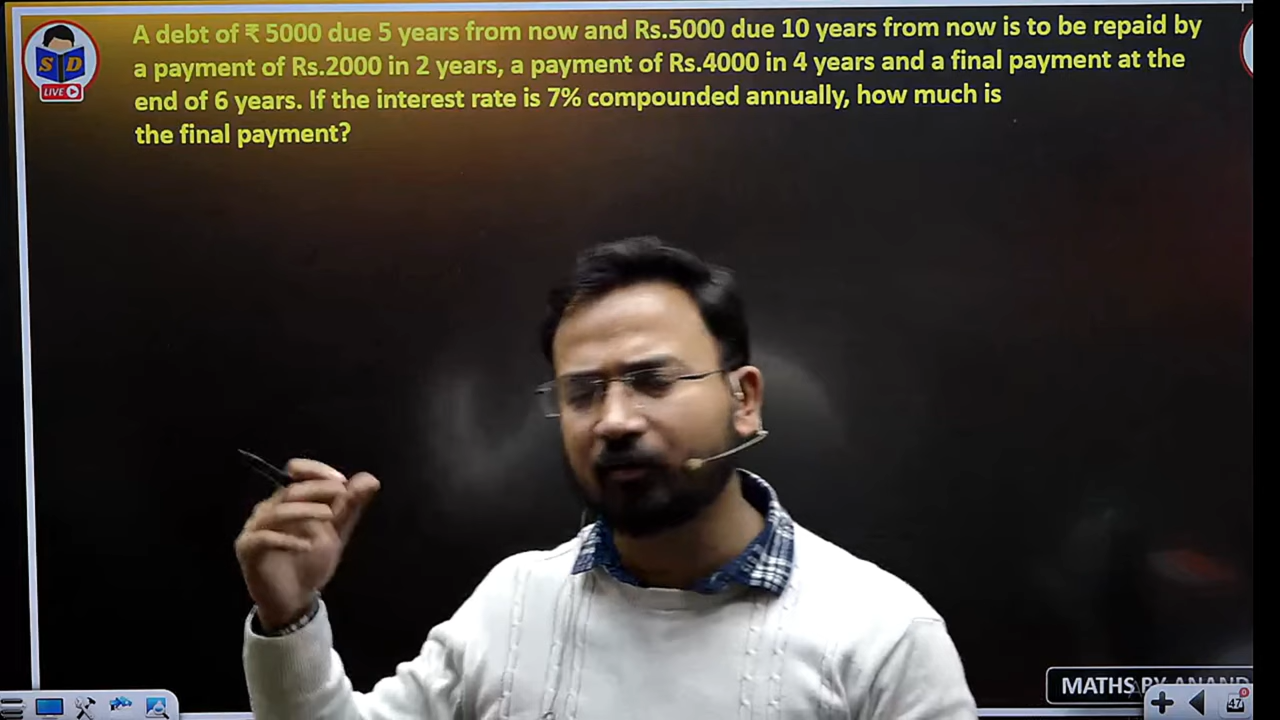 A debt of ₹ 5000 due 5 years from now and Rs.5000 due 10 years from now is to be repaid by
a payment of Rs.2000 in 2 years, a payment of Rs.4000 in 4 years and a final payment at the
end of 6 years. If the interest rate is 7% compounded annually, how much is
the final payment?
S D
LIVE
MATHS BY ANAND
47